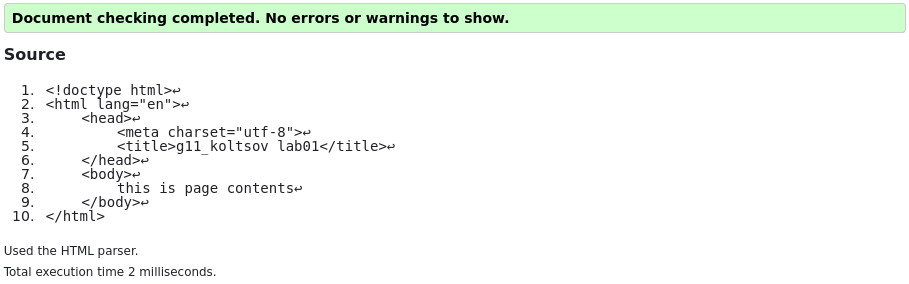 Document checking completed. No errors or warnings to show.
Source
1. <!doctype html>↩
2. <html lang="en">↩
3.     <head>↩
4.         <meta charset="utf-8">↩
5.         <title>g11_koltsov lab01</title>↩
6.     </head>↩
7.     <body>↩
8.         this is page contents↩
9.     </body>↩
10. </html>
Used the HTML parser.
Total execution time 2 milliseconds.